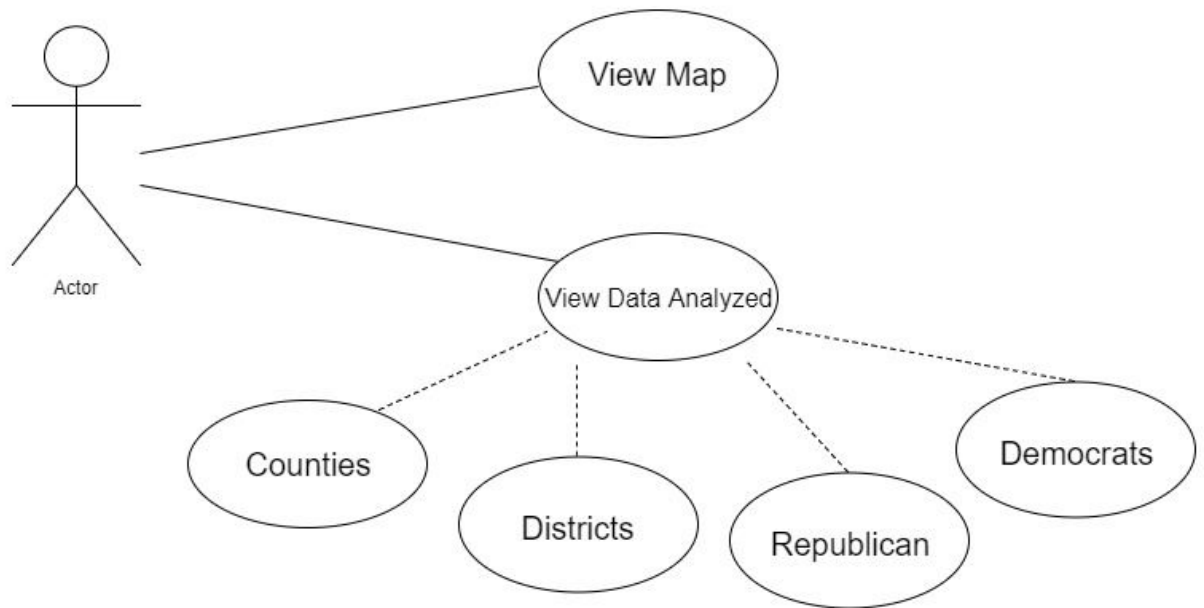 View Map
Actor
View Data Analyzed
Counties
Districts
Republican
Democrats